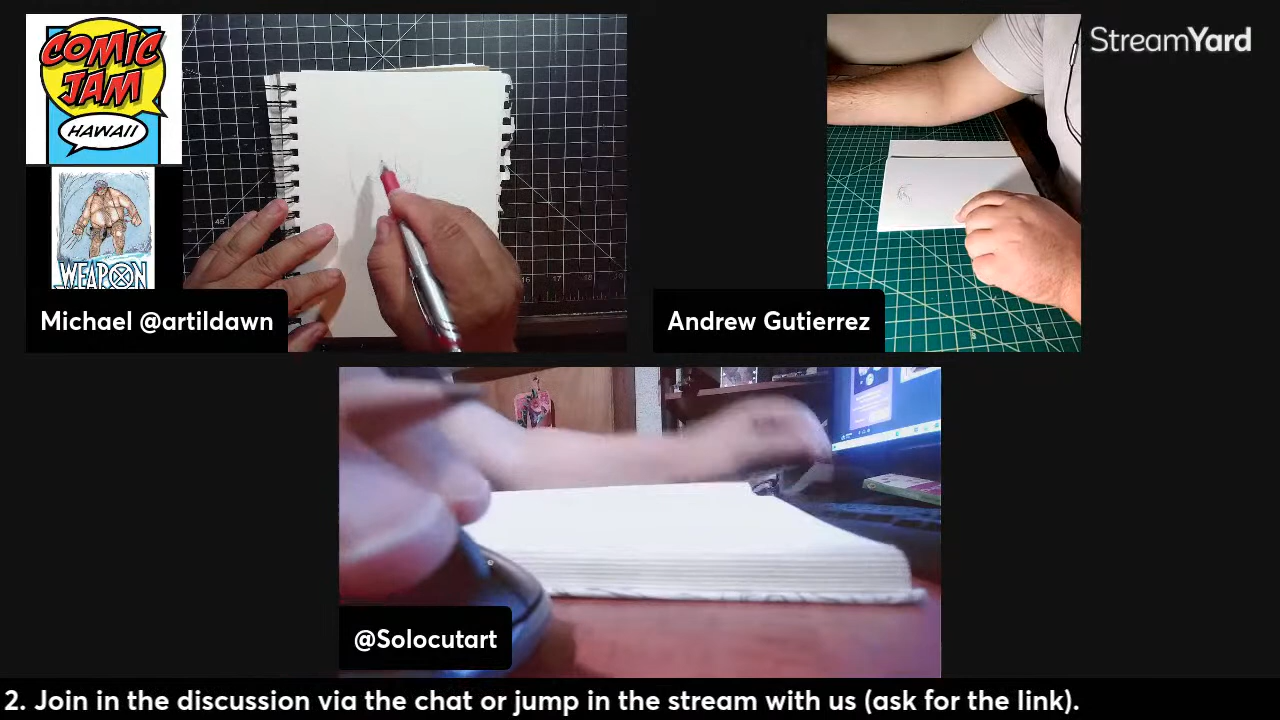 COMIC
JAM
HAWAII
WEAPON
Michael @artildawn
StreamYard
Andrew Gutierrez
@Solocutart
2. Join in the discussion via the chat or jump in the stream with us (ask for the link).